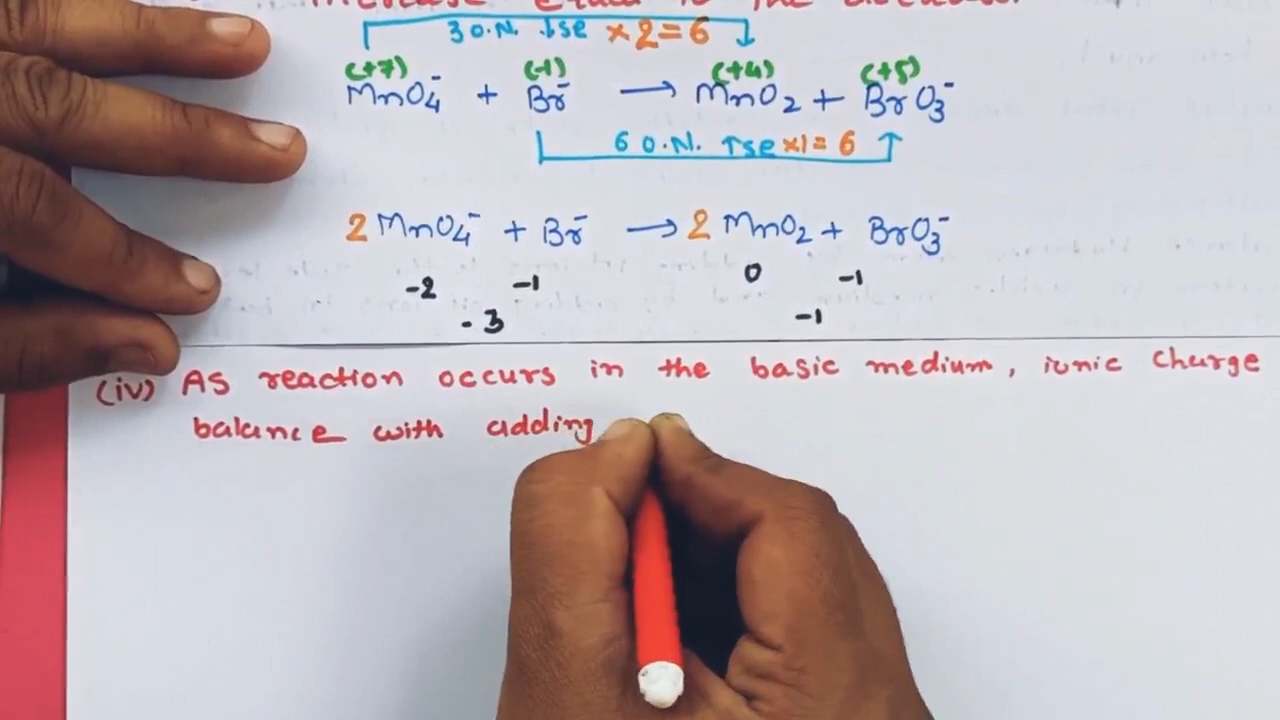 3 O.N. ↓se ×2=6
(+7) (-1) (+4) (+5)
MnO₄⁻ + Br⁻ → MnO₂ + BrO₃⁻
6 O.N. ↑se ×1= 6
2 MnO₄⁻ + Br⁻ → 2 MnO₂ + BrO₃⁻
-2 -1 0 -1
-3 -1
(iv) As reaction occurs in the basic medium, ionic charge
balance with adding